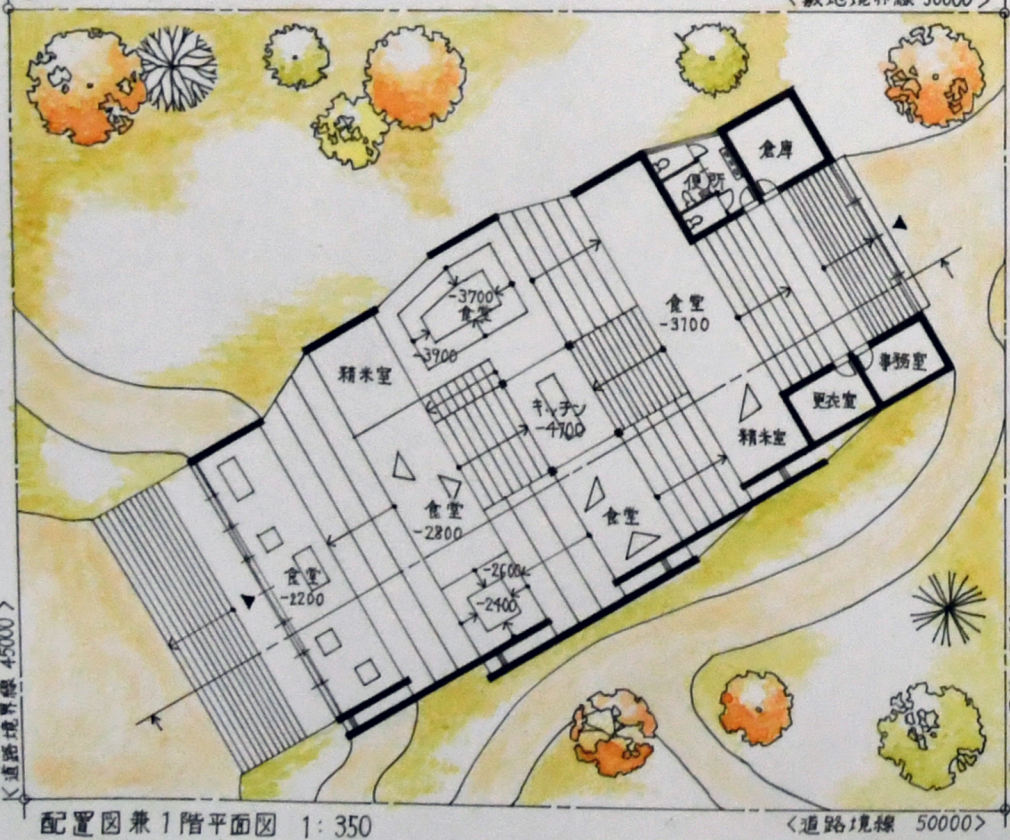 <敷地境界線 50000>
倉庫
便所
-3700
食堂
-3900
精米室
食堂
-3700
キッチン
-4700
事務室
更衣室
精米室
食堂
-2800
食堂
食堂
-2200
-2600
-2400
<道路境界線 45000>
配置図兼1階平面図 1:350
<道路境線 50000>